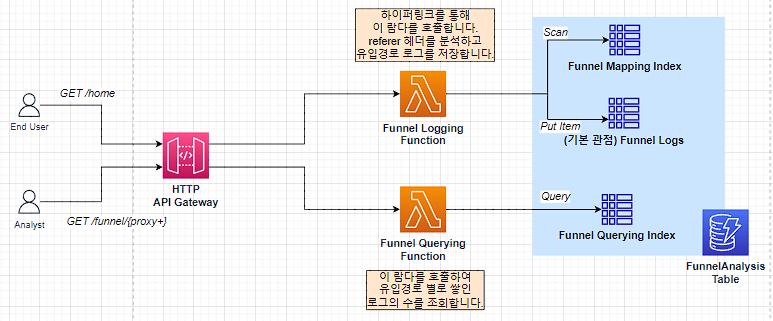 하이퍼링크를 통해
이 람다를 호출합니다.
referer 헤더를 분석하고
유입경로 로그를 저장합니다.
Scan
Funnel Mapping Index
GET /home
End User
Funnel Logging
Function
Put Item
(기본 관점) Funnel Logs
HTTP
API Gateway
Analyst
GET /funnel/{proxy+}
Query
Funnel Querying
Function
Funnel Querying Index
FunnelAnalysis
Table
이 람다를 호출하여
유입경로 별로 쌓인
로그의 수를 조회합니다.